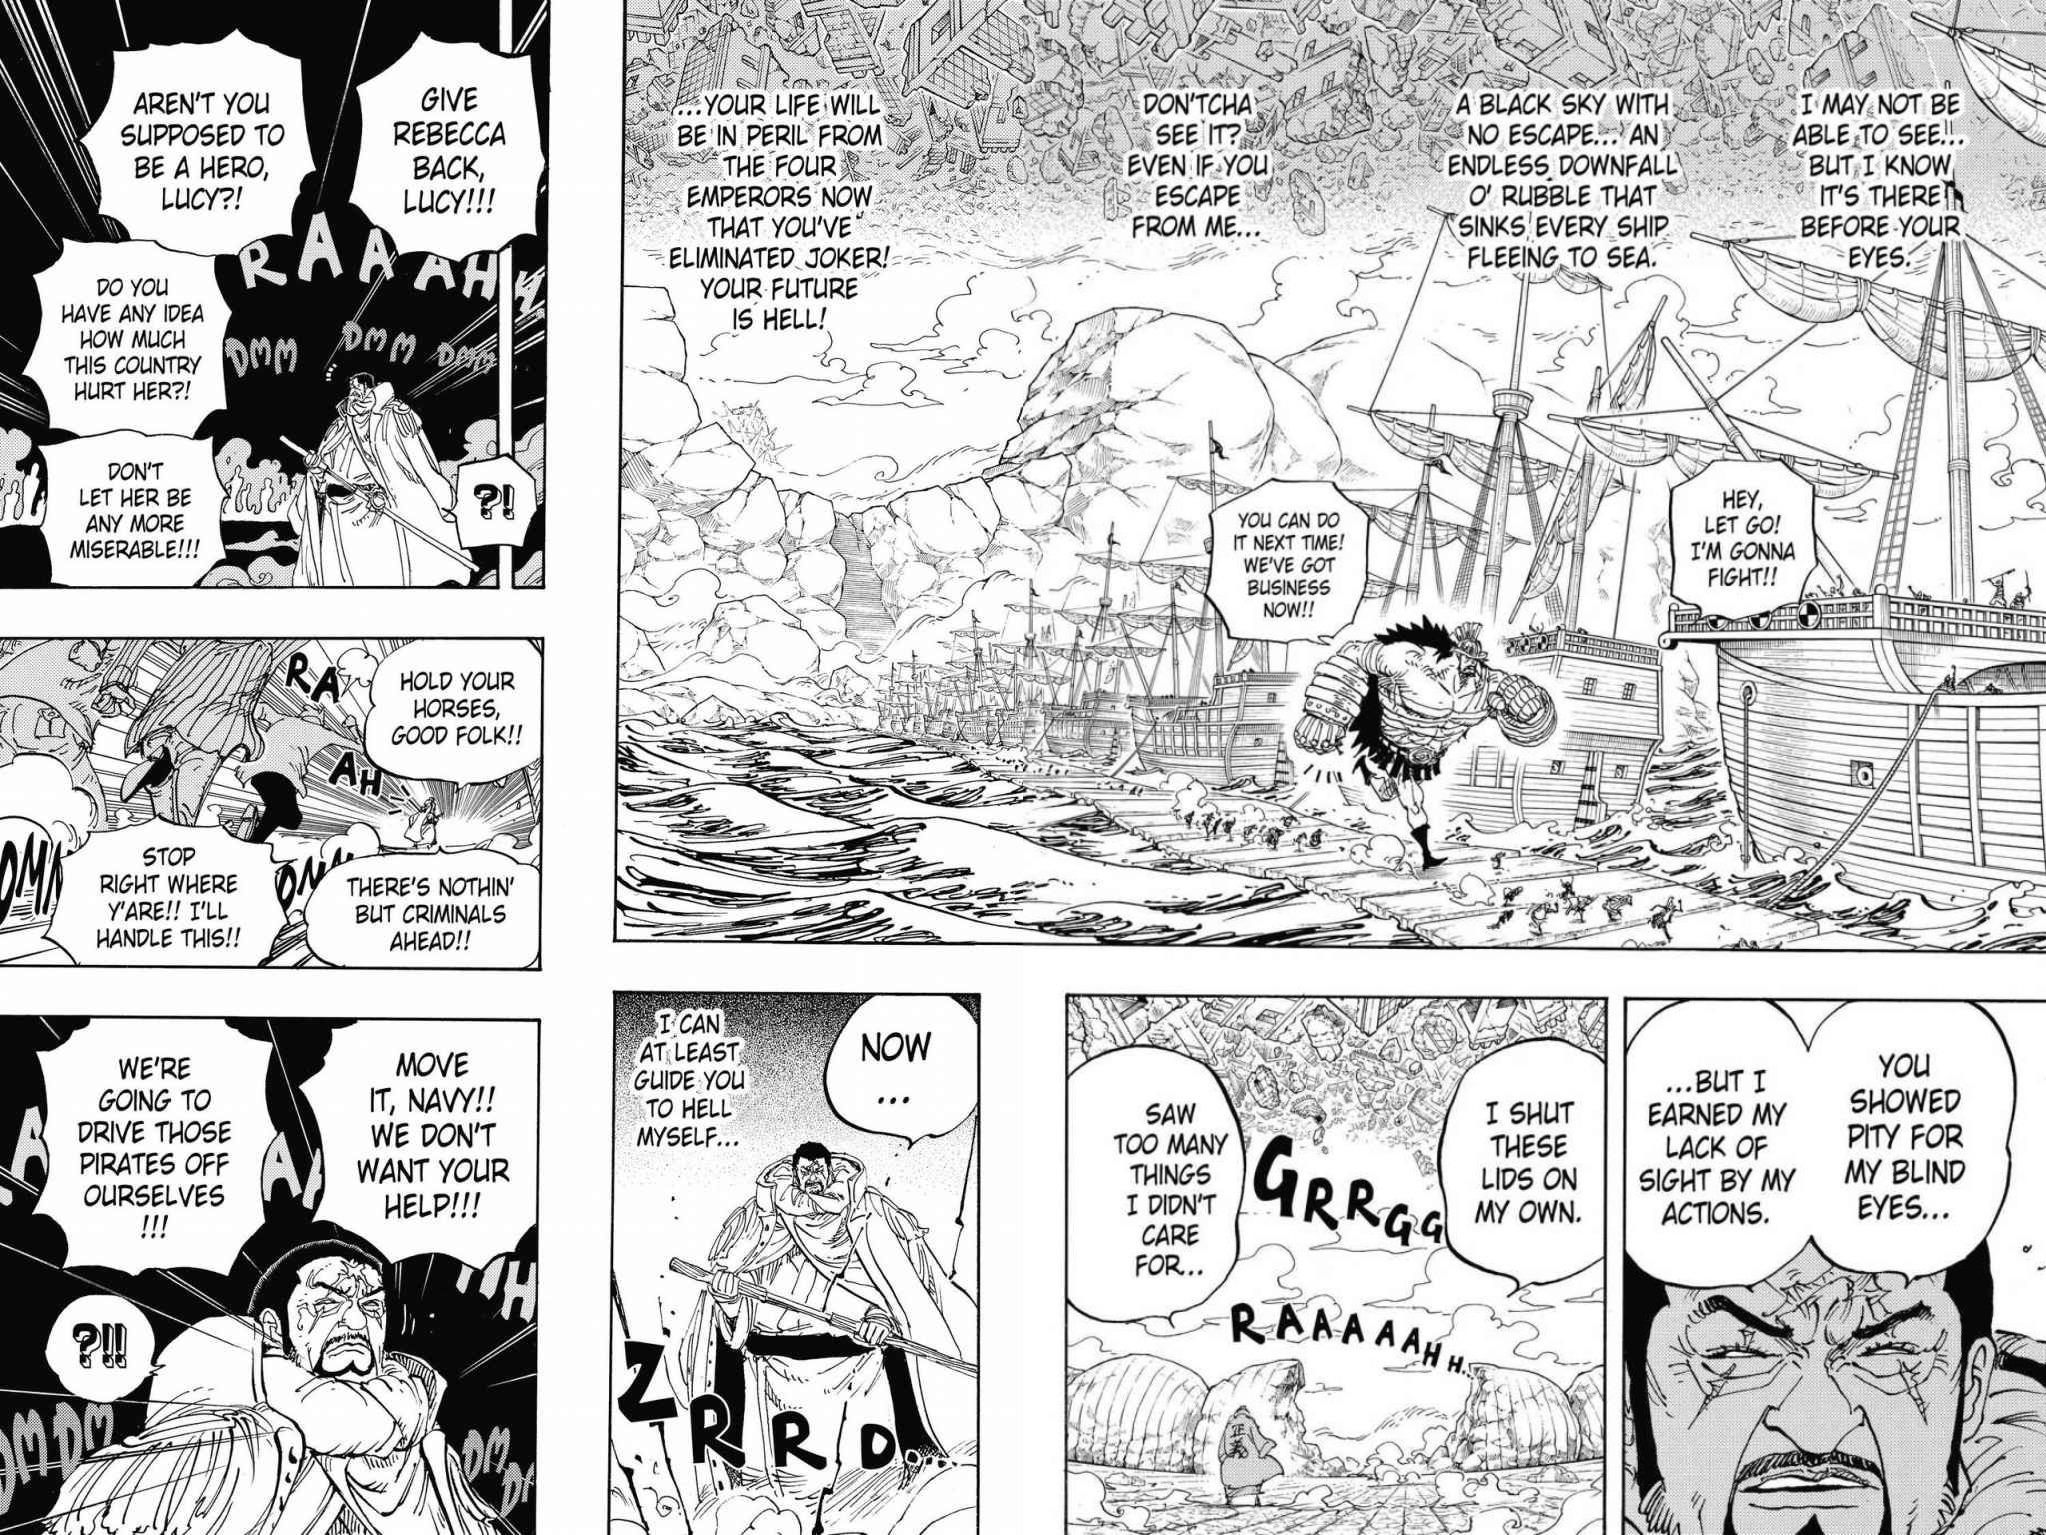 I MAY NOT BE
ABLE TO SEE...
BUT I KNOW
IT'S THERE
BEFORE YOUR
EYES.
A BLACK SKY WITH
NO ESCAPE... AN
ENDLESS DOWNFALL
O' RUBBLE THAT
SINKS EVERY SHIP
FLEEING TO SEA.
DON'TCHA
SEE IT?
EVEN IF YOU
ESCAPE
FROM ME...
...YOUR LIFE WILL
BE IN PERIL FROM
THE FOUR
EMPERORS NOW
THAT YOU'VE
ELIMINATED JOKER!
YOUR FUTURE
IS HELL!
HEY,
LET GO!
I'M GONNA
FIGHT!!
YOU CAN DO
IT NEXT TIME!
WE'VE GOT
BUSINESS
NOW!!
YOU
SHOWED
PITY FOR
MY BLIND
EYES...
...BUT I
EARNED MY
LACK OF
SIGHT BY MY
ACTIONS.
I SHUT
THESE
LIDS ON
MY OWN.
SAW
TOO MANY
THINGS
I DIDN'T
CARE
FOR...
GRRGG
RAAAAAHH...
正義
NOW
...
I CAN
AT LEAST
GUIDE YOU
TO HELL
MYSELF...
ZRRRD...
GIVE
REBECCA
BACK,
LUCY!!!
AREN'T YOU
SUPPOSED TO
BE A HERO,
LUCY?!
RAAAHH
DO YOU
HAVE ANY IDEA
HOW MUCH
THIS COUNTRY
HURT HER?!
DMM DMM DMM
DON'T
LET HER BE
ANY MORE
MISERABLE!!!
?!
HOLD YOUR
HORSES,
GOOD FOLK!!
RA
AH
THERE'S NOTHIN'
BUT CRIMINALS
AHEAD!!
STOP
RIGHT WHERE
Y'ARE!! I'LL
HANDLE THIS!!
MOVE
IT, NAVY!!
WE DON'T
WANT YOUR
HELP!!!
WE'RE
GOING TO
DRIVE THOSE
PIRATES OFF
OURSELVES
!!!
?!!